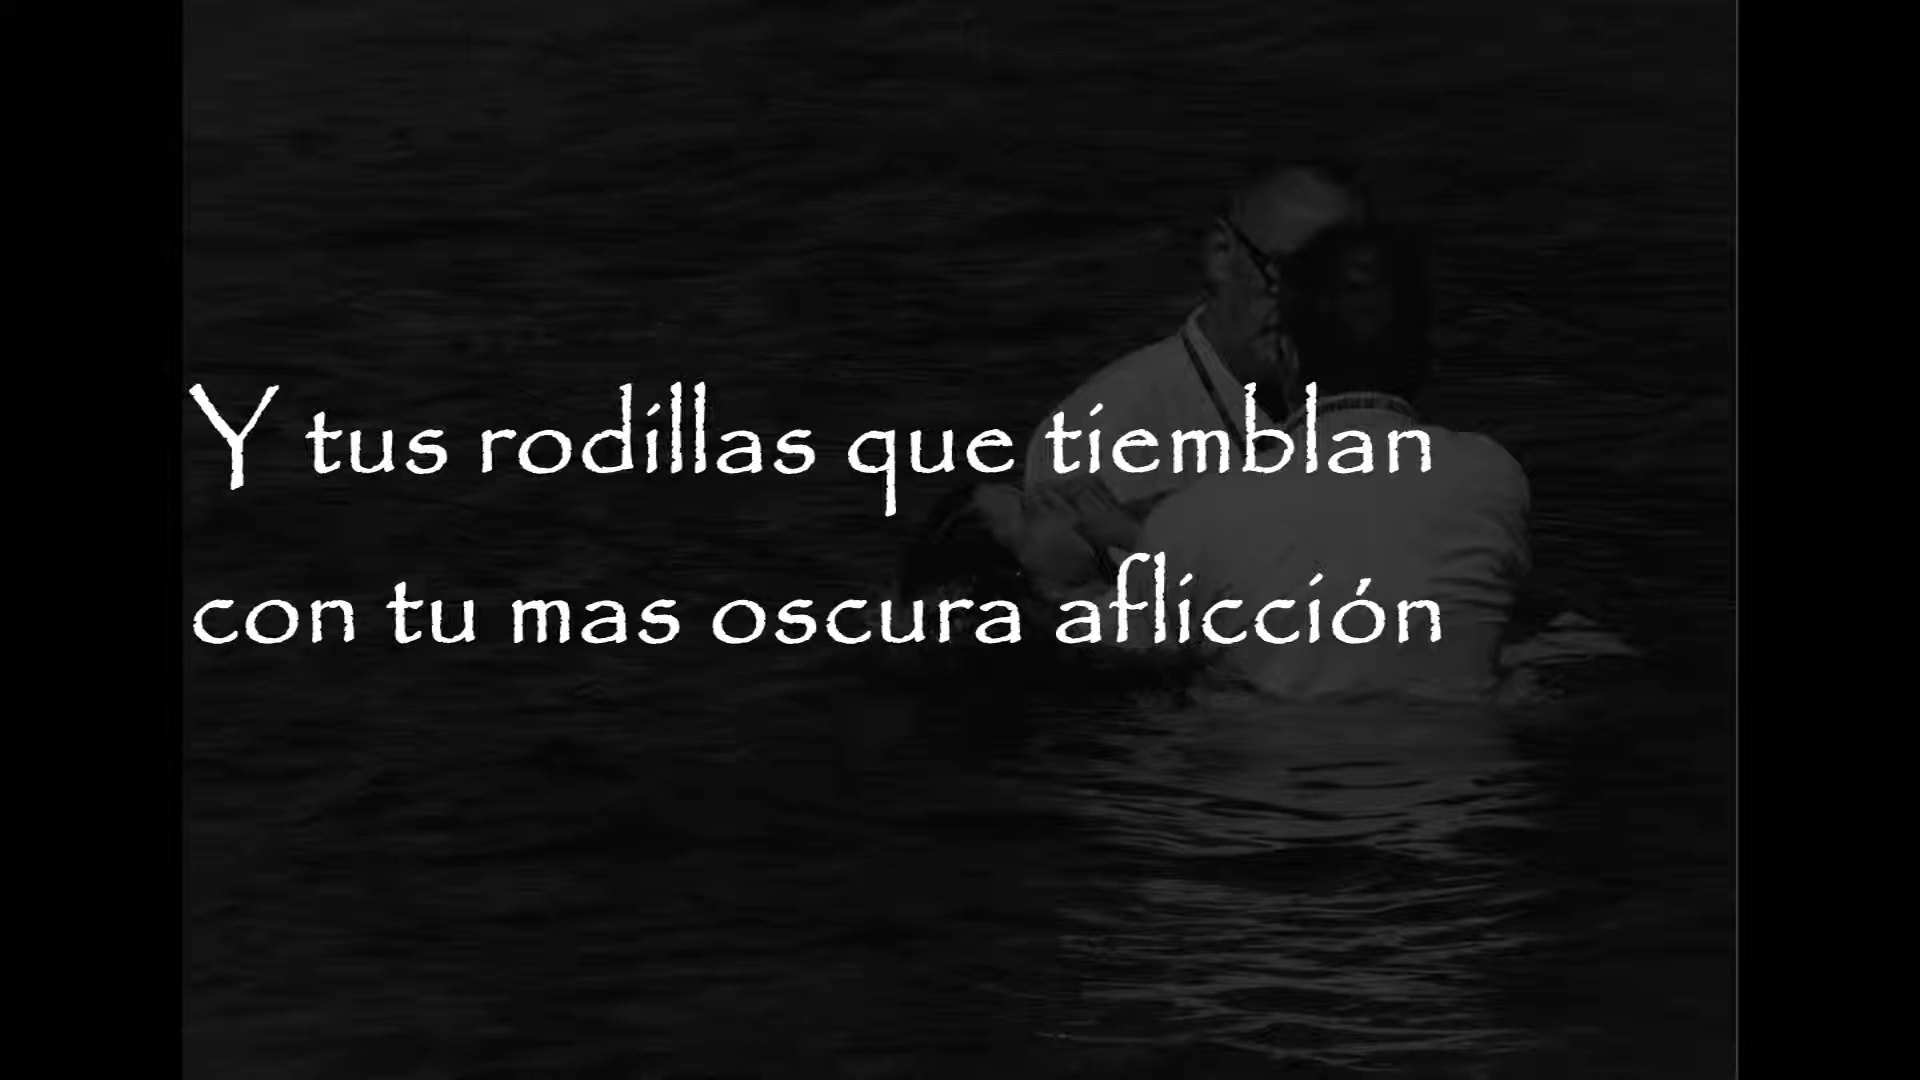 Y tus rodillas que tiemblan
con tu mas oscura aflicción